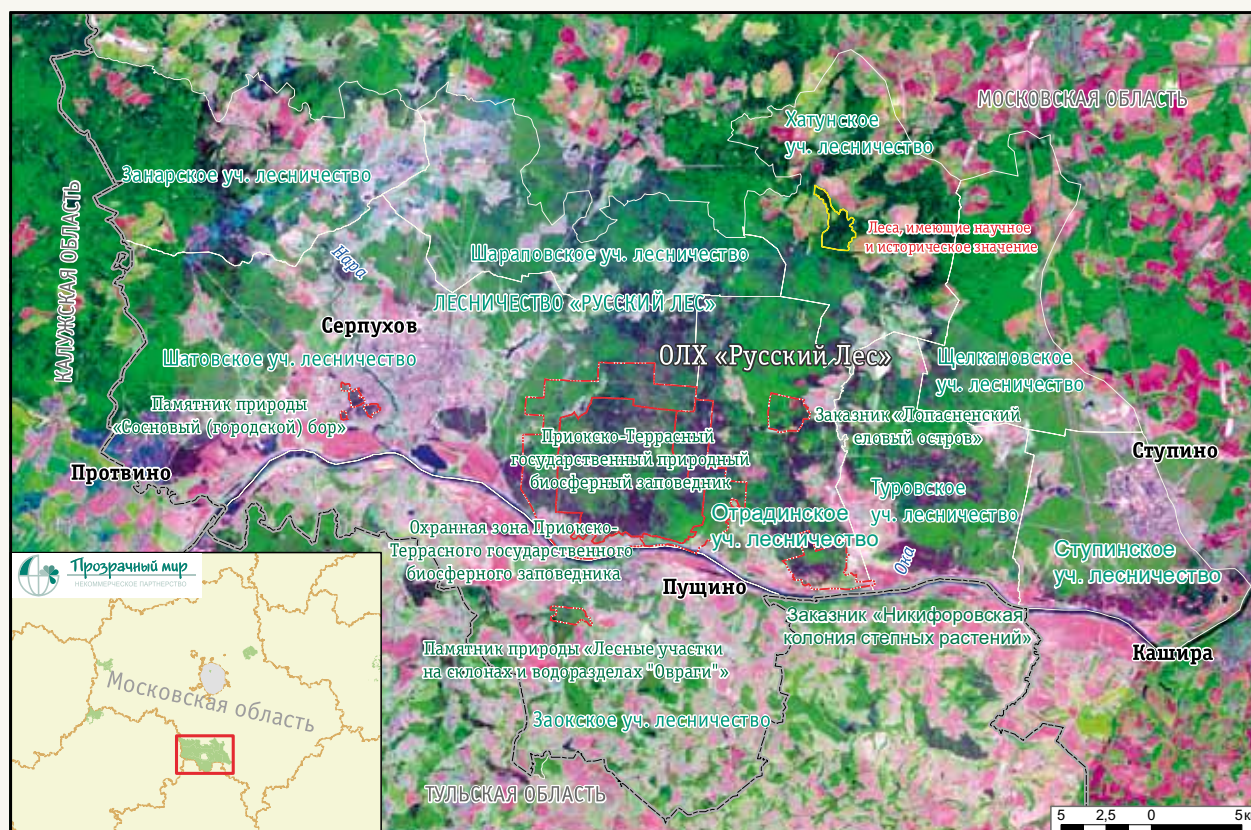 МОСКОВСКАЯ ОБЛАСТЬ
Хатунское
уч. лесничество
Занарское уч. лесничество
КАЛУЖСКАЯ ОБЛАСТЬ
Леса, имеющие научное
и историческое значение
Нара
Шараповское уч. лесничество
ЛЕСНИЧЕСТВО «РУССКИЙ ЛЕС»
Серпухов
Шатовское уч. лесничество
ОЛХ «Русский Лес»
Щелкановское
уч. лесничество
Памятник природы
«Сосновый (городской) бор»
Заказник «Лопасненский
еловый остров»
Приокско-Террасный
государственный природный
биосферный заповедник
Ступино
Протвино
Туровское
уч. лесничество
Отрадинское
уч. лесничество
Охранная зона Приокско-
Террасного государственного
биосферного заповедника
Ока
Ступинское
уч. лесничество
Пущино
Заказник «Никифоровская
колония степных растений»
Кашира
Памятник природы «Лесные участки
на склонах и водоразделах "Овраги"»
Заокское уч. лесничество
ТУЛЬСКАЯ ОБЛАСТЬ
Прозрачный мир
НЕКОММЕРЧЕСКОЕ ПАРТНЕРСТВО
Московская область
5 2,5 0 5к